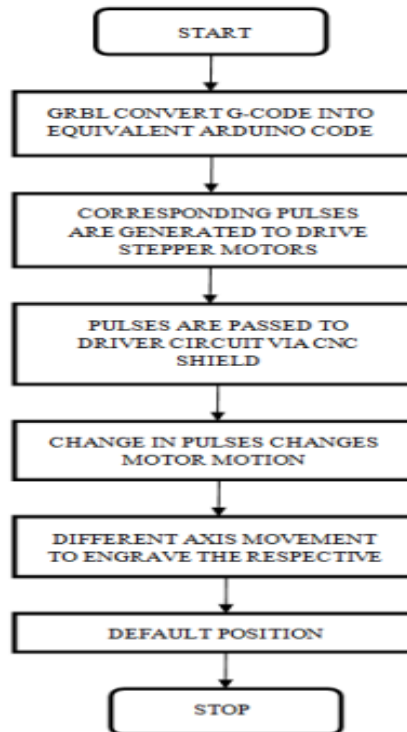 START
GRBL CONVERT G-CODE INTO
EQUIVALENT ARDUINO CODE
CORRESPONDING PULSES
ARE GENERATED TO DRIVE
STEPPER MOTORS
PULSES ARE PASSED TO
DRIVER CIRCUIT VIA CNC
SHIELD
CHANGE IN PULSES CHANGES
MOTOR MOTION
DIFFERENT AXIS MOVEMENT
TO ENGRAVE THE RESPECTIVE
DEFAULT POSITION
STOP